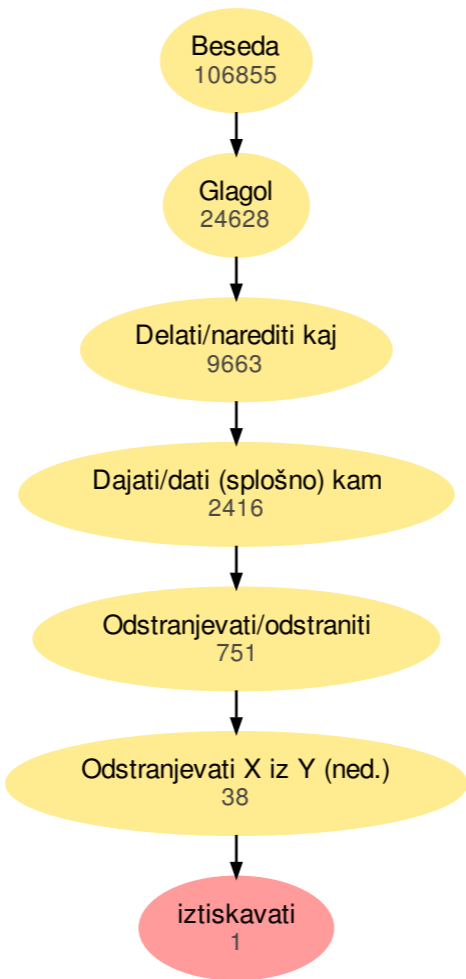 Beseda
106855
Glagol
24628
Delati/narediti kaj
9663
Dajati/dati (splošno) kam
2416
Odstranjevati/odstraniti
751
Odstranjevati X iz Y (ned.)
38
iztiskavati
1